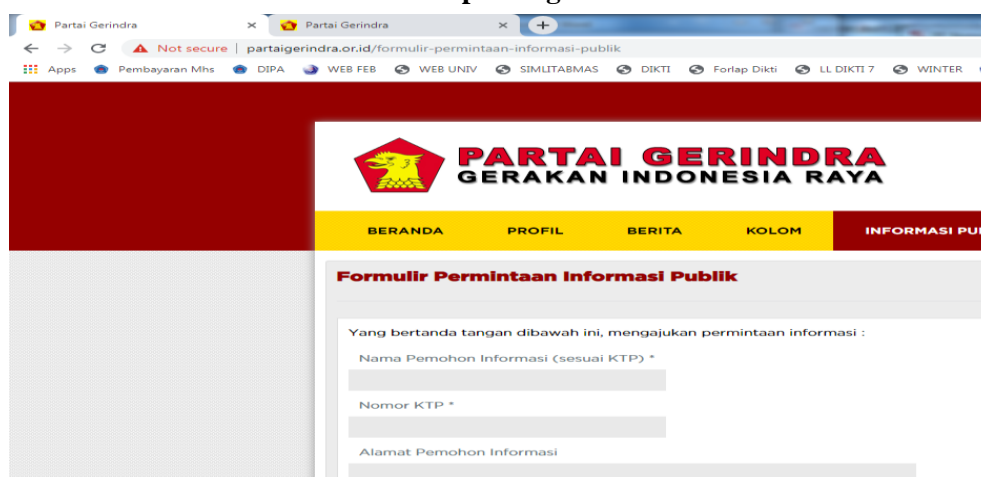 Partai Gerindra
Partai Gerindra
Not secure | partaigerindra.or.id/formulir-permintaan-informasi-publik
Apps Pembayaran Mhs DIPA WEB FEB WEB UNIV SIMLITABMAS DIKTI Forlap Dikti LL DIKTI 7 WINTER
PARTAI GERINDRA
GERAKAN INDONESIA RAYA
BERANDA PROFIL BERITA KOLOM INFORMASI PU
Formulir Permintaan Informasi Publik
Yang bertanda tangan dibawah ini, mengajukan permintaan informasi :
Nama Pemohon Informasi (sesuai KTP) *
Nomor KTP *
Alamat Pemohon Informasi